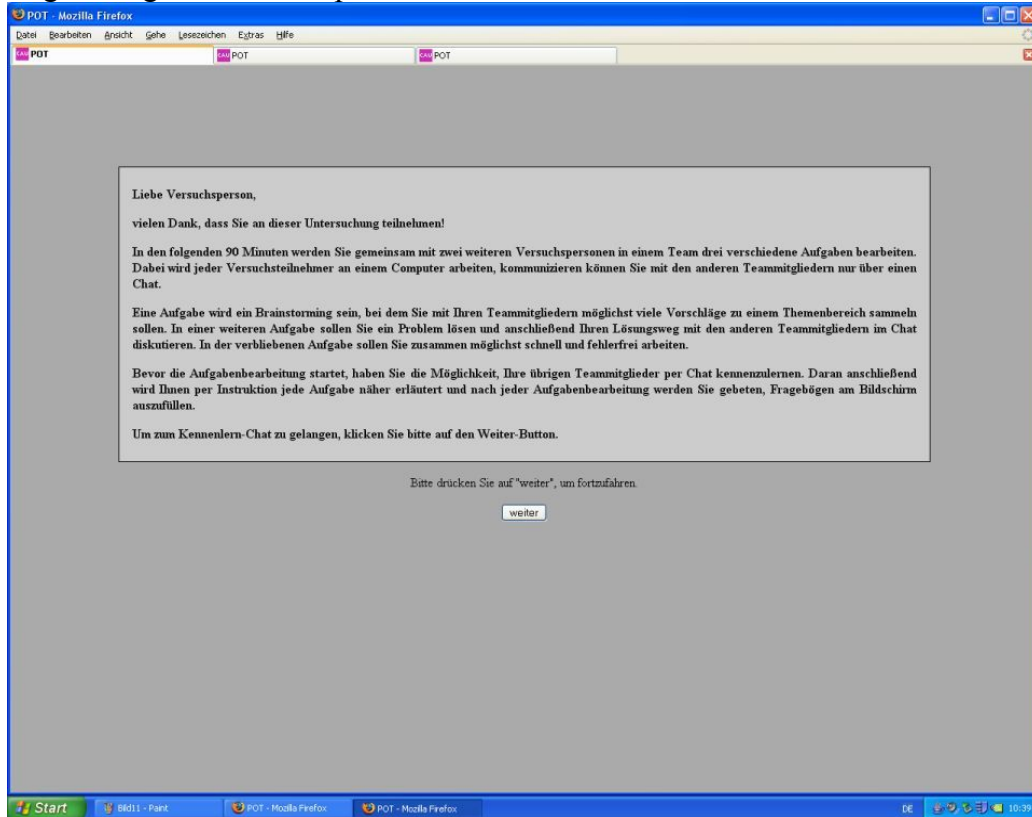 POT - Mozilla Firefox
Datei Bearbeiten Ansicht Gehe Lesezeichen Extras Hilfe
CAU POT CAU POT CAU POT
Liebe Versuchsperson,
vielen Dank, dass Sie an dieser Untersuchung teilnehmen!
In den folgenden 90 Minuten werden Sie gemeinsam mit zwei weiteren Versuchspersonen in einem Team drei verschiedene Aufgaben bearbeiten.
Dabei wird jeder Versuchsteilnehmer an einem Computer arbeiten, kommunizieren können Sie mit den anderen Teammitgliedern nur über einen
Chat.
Eine Aufgabe wird ein Brainstorming sein, bei dem Sie mit Ihren Teammitgliedern möglichst viele Vorschläge zu einem Themenbereich sammeln
sollen. In einer weiteren Aufgabe sollen Sie ein Problem lösen und anschließend Ihren Lösungsweg mit den anderen Teammitgliedern im Chat
diskutieren. In der verbliebenen Aufgabe sollen Sie zusammen möglichst schnell und fehlerfrei arbeiten.
Bevor die Aufgabenbearbeitung startet, haben Sie die Möglichkeit, Ihre übrigen Teammitglieder per Chat kennenzulernen. Daran anschließend
wird Ihnen per Instruktion jede Aufgabe näher erläutert und nach jeder Aufgabenbearbeitung werden Sie gebeten, Fragebögen am Bildschirm
auszufüllen.
Um zum Kennenlern-Chat zu gelangen, klicken Sie bitte auf den Weiter-Button.
Bitte drücken Sie auf "weiter", um fortzufahren.
weiter
Start Bild11 - Paint POT - Mozilla Firefox POT - Mozilla Firefox DE 10:39